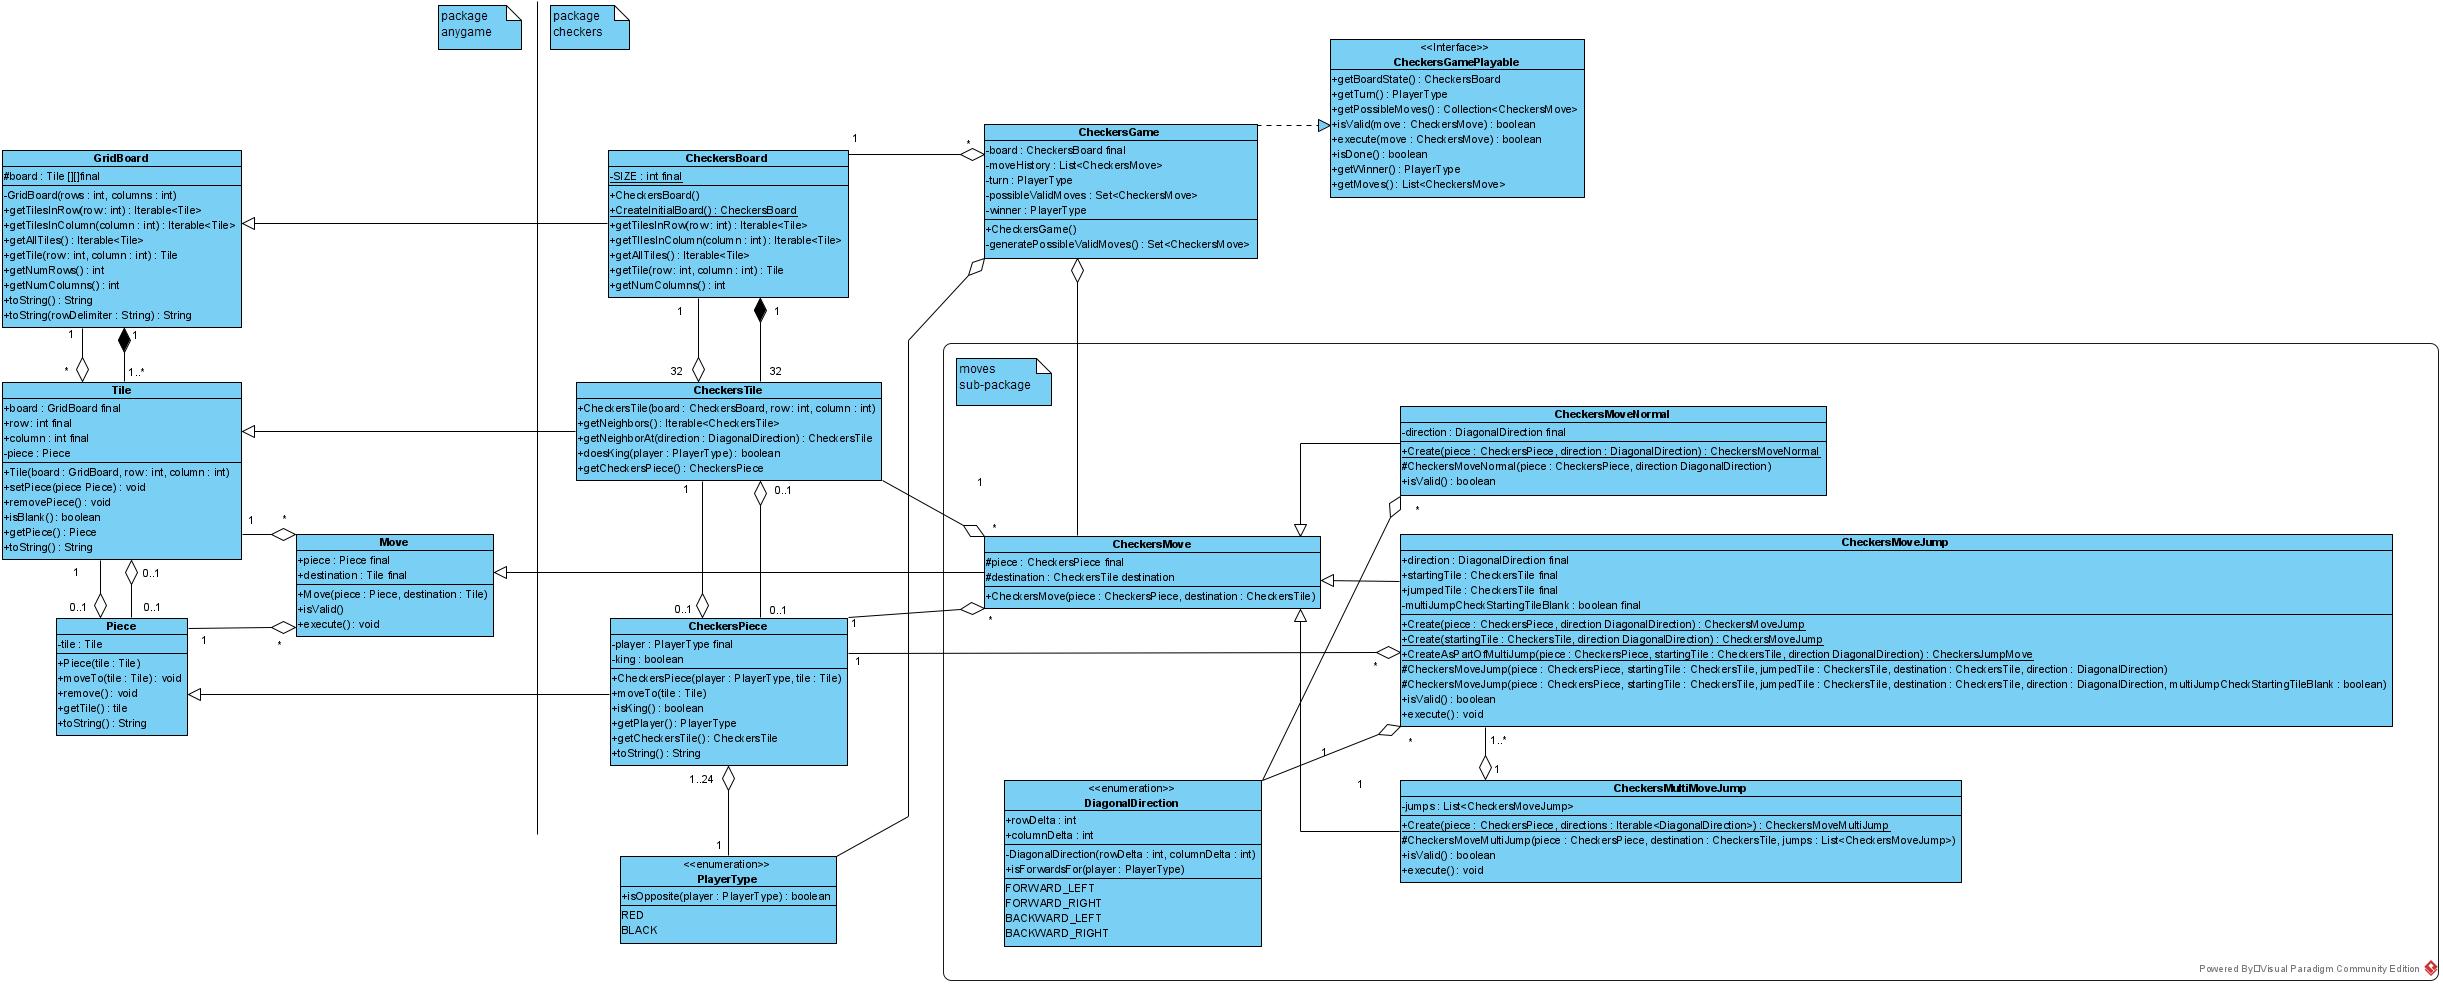 package
anygame
package
checkers
<<Interface>>
CheckersGamePlayable
+getBoardState() : CheckersBoard
+getTurn() : PlayerType
+getPossibleMoves() : Collection<CheckersMove>
+isValid(move : CheckersMove) : boolean
+execute(move : CheckersMove) : boolean
+isDone() : boolean
+getWinner() : PlayerType
+getMoves() : List<CheckersMove>
CheckersGame
-board : CheckersBoard final
-moveHistory : List<CheckersMove>
-turn : PlayerType
-possibleValidMoves : Set<CheckersMove>
-winner : PlayerType
+CheckersGame()
-generatePossibleValidMoves() : Set<CheckersMove>
1
*
GridBoard
#board : Tile [][]final
-GridBoard(rows : int, columns : int)
+getTilesInRow(row : int) : Iterable<Tile>
+getTilesInColumn(column : int) : Iterable<Tile>
+getAllTiles() : Iterable<Tile>
+getTile(row : int, column : int) : Tile
+getNumRows() : int
+getNumColumns() : int
+toString() : String
+toString(rowDelimiter : String) : String
CheckersBoard
-SIZE : int final
+CheckersBoard()
+CreateInitialBoard() : CheckersBoard
+getTilesInRow(row : int) : Iterable<Tile>
+getTIlesInColumn(column : int) : Iterable<Tile>
+getAllTiles() : Iterable<Tile>
+getTile(row : int, column : int) : Tile
+getNumColumns() : int
1
1
*
1..*
1
1
32
32
Tile
+board : GridBoard final
+row : int final
+column : int final
-piece : Piece
+Tile(board : GridBoard, row : int, column : int)
+setPiece(piece Piece) : void
+removePiece() : void
+isBlank() : boolean
+getPiece() : Piece
+toString() : String
CheckersTile
+CheckersTile(board : CheckersBoard, row : int, column : int)
+getNeighbors() : Iterable<CheckersTile>
+getNeighborAt(direction : DiagonalDirection) : CheckersTile
+doesKing(player : PlayerType) : boolean
+getCheckersPiece() : CheckersPiece
moves
sub-package
CheckersMoveNormal
-direction : DiagonalDirection final
+Create(piece : CheckersPiece, direction : DiagonalDirection) : CheckersMoveNormal
#CheckersMoveNormal(piece : CheckersPiece, direction DiagonalDirection)
+isValid() : boolean
*
1
*
1
0..1
1
*
Move
+piece : Piece final
+destination : Tile final
+Move(piece : Piece, destination : Tile)
+isValid()
+execute() : void
CheckersMove
#piece : CheckersPiece final
#destination : CheckersTile destination
+CheckersMove(piece : CheckersPiece, destination : CheckersTile)
CheckersMoveJump
+direction : DiagonalDirection final
+startingTile : CheckersTile final
+jumpedTile : CheckersTile final
-multiJumpCheckStartingTileBlank : boolean final
+Create(piece : CheckersPiece, direction DiagonalDirection) : CheckersMoveJump
+Create(startingTile : CheckersTile, direction DiagonalDirection) : CheckersMoveJump
+CreateAsPartOfMultiJump(piece : CheckersPiece, startingTile : CheckersTile, direction DiagonalDirection) : CheckersJumpMove
#CheckersMoveJump(piece : CheckersPiece, startingTile : CheckersTile, jumpedTile : CheckersTile, destination : CheckersTile, direction : DiagonalDirection)
#CheckersMoveJump(piece : CheckersPiece, startingTile : CheckersTile, jumpedTile : CheckersTile, destination : CheckersTile, direction : DiagonalDirection, multiJumpCheckStartingTileBlank : boolean)
+isValid() : boolean
+execute() : void
1
0..1
0..1
0..1
0..1
0..1
Piece
-tile : Tile
+Piece(tile : Tile)
+moveTo(tile : Tile) : void
+remove() : void
+getTile() : tile
+toString() : String
1
*
CheckersPiece
-player : PlayerType final
-king : boolean
+CheckersPiece(player : PlayerType, tile : Tile)
+moveTo(tile : Tile)
+isKing() : boolean
+getPlayer() : PlayerType
+getCheckersTile() : CheckersTile
+toString() : String
1
*
1
*
1..24
1
<<enumeration>>
PlayerType
+isOpposite(player : PlayerType) : boolean
RED
BLACK
1
*
1
1..*
1
<<enumeration>>
DiagonalDirection
+rowDelta : int
+columnDelta : int
-DiagonalDirection(rowDelta : int, columnDelta : int)
+isForwardsFor(player : PlayerType)
FORWARD_LEFT
FORWARD_RIGHT
BACKWARD_LEFT
BACKWARD_RIGHT
CheckersMultiMoveJump
-jumps : List<CheckersMoveJump>
+Create(piece : CheckersPiece, directions : Iterable<DiagonalDirection>) : CheckersMoveMultiJump
#CheckersMoveMultiJump(piece : CheckersPiece, destination : CheckersTile, jumps : List<CheckersMoveJump>)
+isValid() : boolean
+execute() : void
Powered By□Visual Paradigm Community Edition